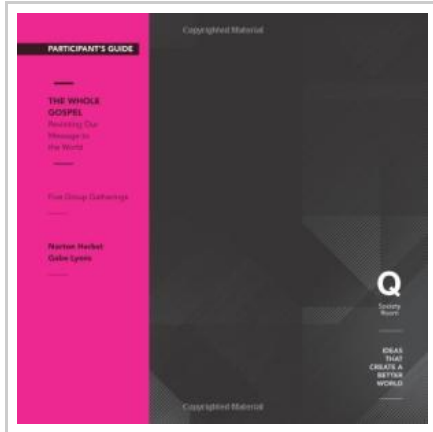 Copyrighted Material
PARTICIPANT'S GUIDE
THE WHOLE
GOSPEL
Revisiting Our
Message to
the World
Five Group Gatherings
Norton Herbst
Gabe Lyons
Q
Society
Room
IDEAS
THAT
CREATE A
BETTER
WORLD
Copyrighted Material